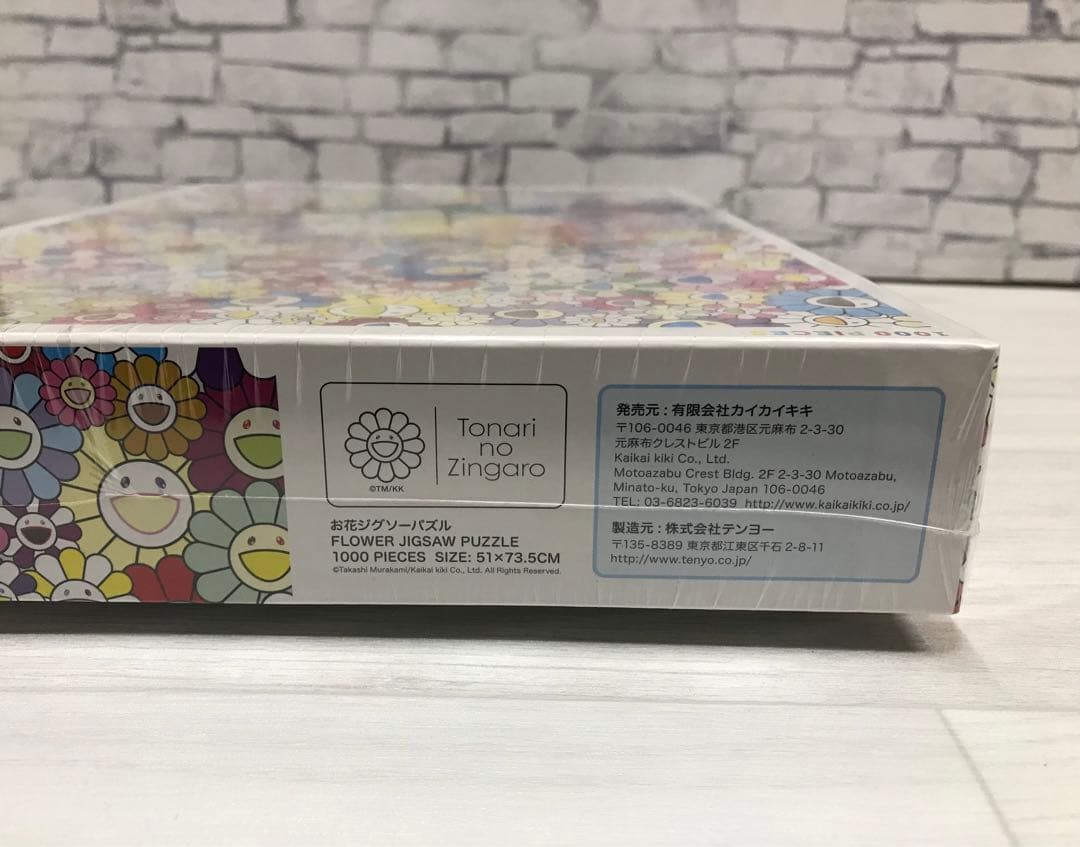 1000 PIECES
Tonari
no
Zingaro
©TM/KK
お花ジグソーパズル
FLOWER JIGSAW PUZZLE
1000 PIECES SIZE: 51×73.5CM
©Takashi Murakami/Kaikai kiki Co., Ltd. All Rights Reserved.
発売元 : 有限会社カイカイキキ
〒106-0046 東京都港区元麻布 2-3-30
元麻布クレストビル 2F
Kaikai kiki Co., Ltd.
Motoazabu Crest Bldg. 2F 2-3-30 Motoazabu,
Minato-ku, Tokyo Japan 106-0046
TEL: 03-6823-6039 http://www.kaikaikiki.co.jp/
製造元 : 株式会社テンヨー
〒135-8389 東京都江東区千石 2-8-11
http://www.tenyo.co.jp/